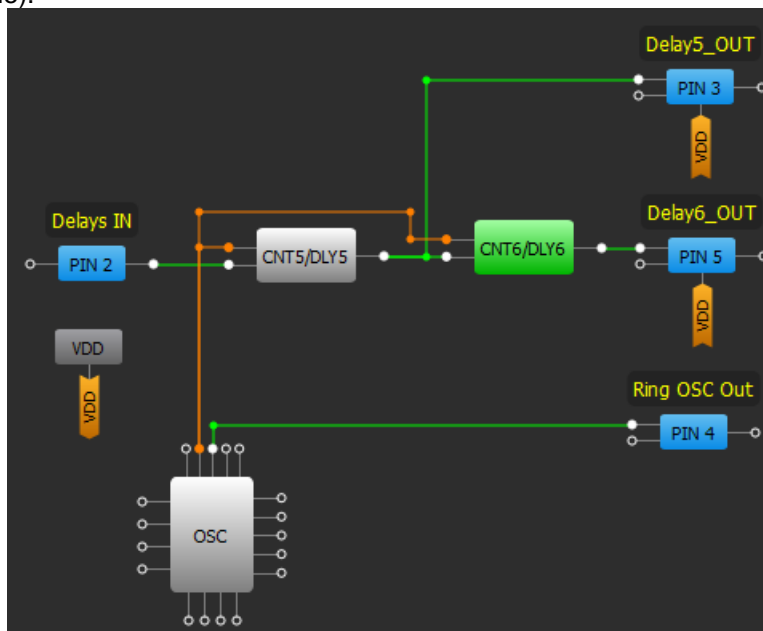 Delay5_OUT
PIN 3
VDD
Delays IN
PIN 2
CNT5/DLY5
CNT6/DLY6
Delay6_OUT
PIN 5
VDD
VDD
VDD
Ring OSC Out
PIN 4
OSC